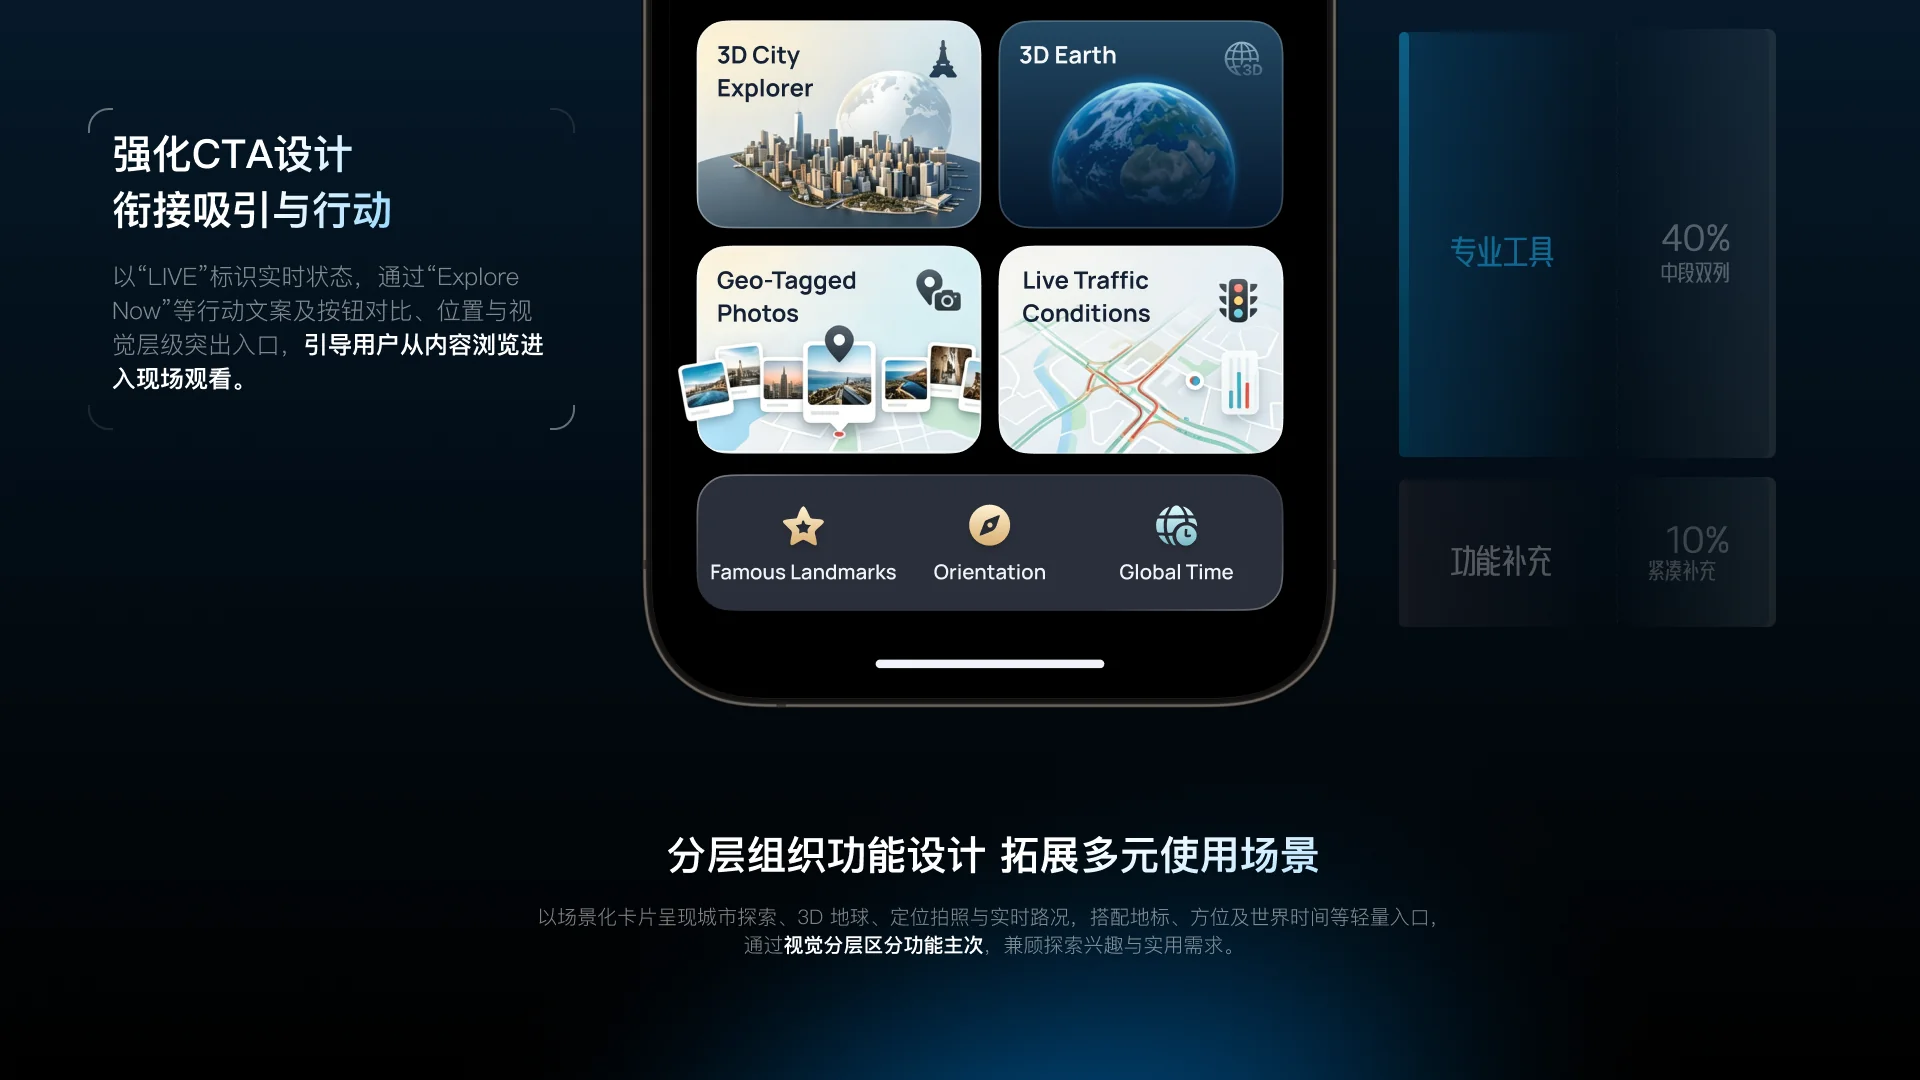 强化CTA设计
衔接吸引与行动
以“LIVE”标识实时状态，通过“Explore
Now”等行动文案及按钮对比、位置与视
觉层级突出入口，引导用户从内容浏览进
入现场观看。
3D City
Explorer
3D Earth
3D
Geo-Tagged
Photos
Live Traffic
Conditions
Famous Landmarks
Orientation
Global Time
专业工具
40%
中段双列
功能补充
10%
紧凑补充
分层组织功能设计 拓展多元使用场景
以场景化卡片呈现城市探索、3D 地球、定位拍照与实时路况，搭配地标、方位及世界时间等轻量入口，
通过视觉分层区分功能主次，兼顾探索兴趣与实用需求。